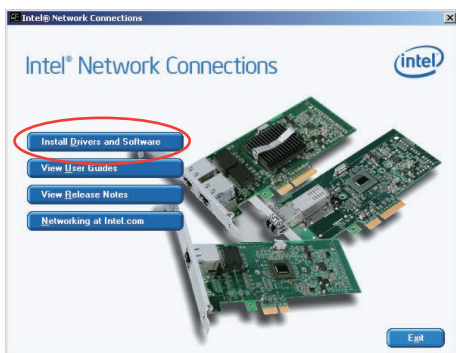 Intel® Network Connections
Intel® Network Connections
intel
Install Drivers and Software
View User Guides
View Release Notes
Networking at Intel.com
Exit